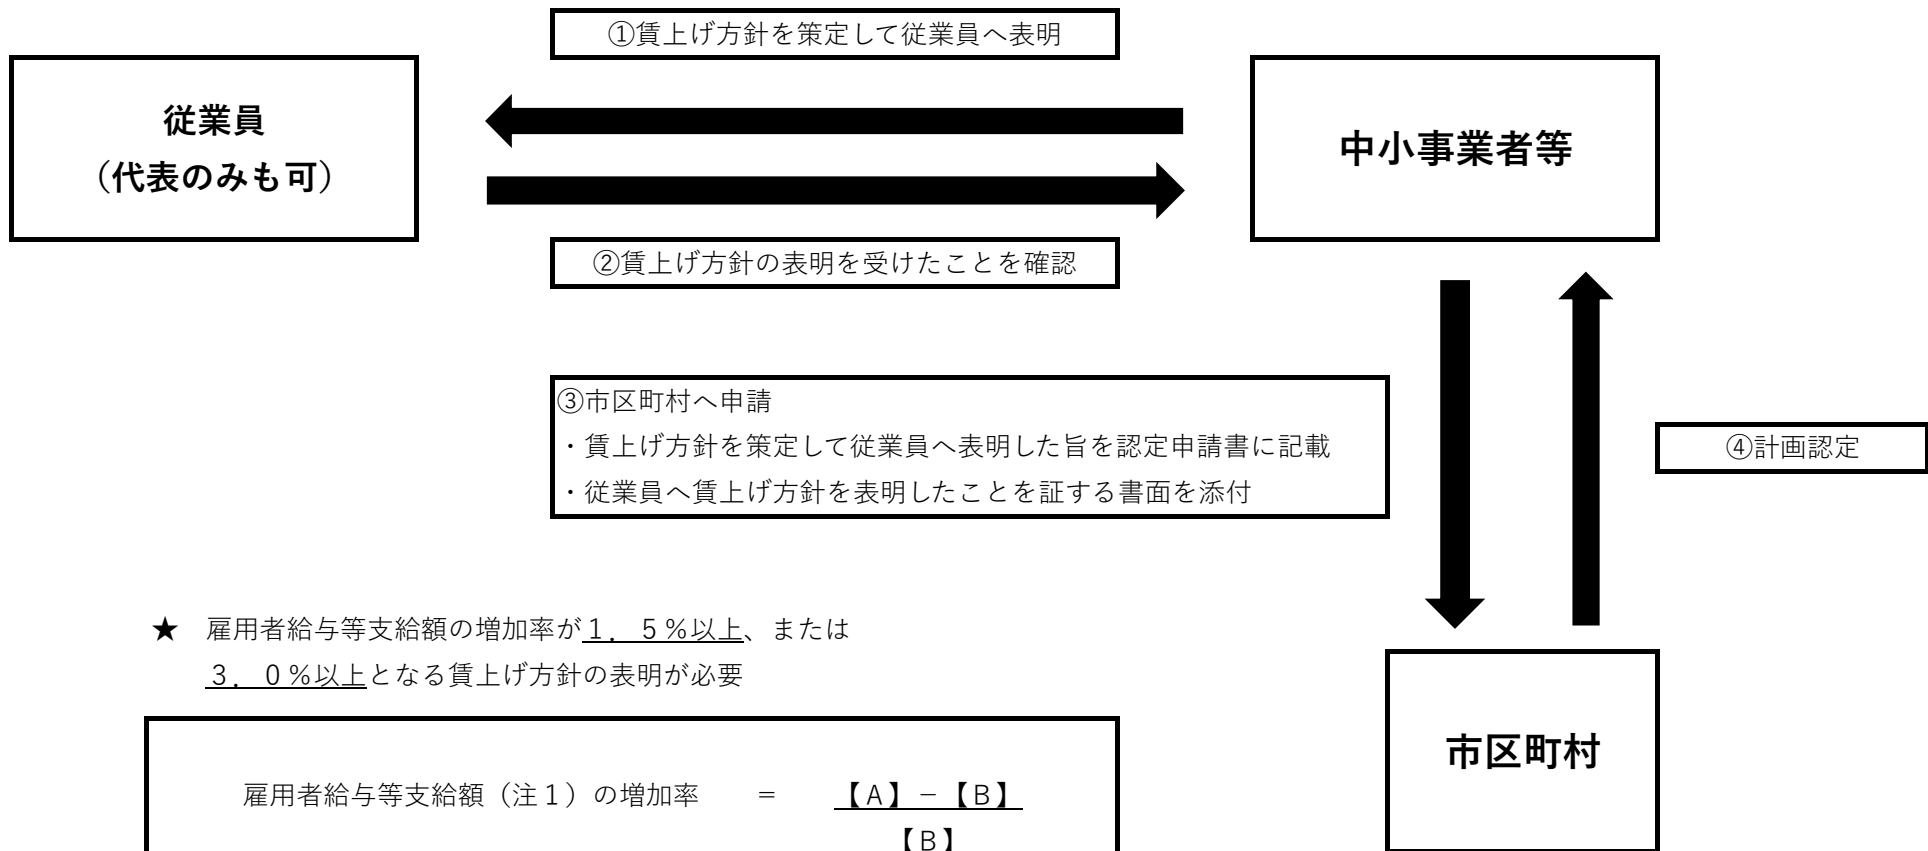 ①賃上げ方針を策定して従業員へ表明
従業員
（代表のみも可）
中小事業者等
②賃上げ方針の表明を受けたことを確認
③市区町村へ申請
・賃上げ方針を策定して従業員へ表明した旨を認定申請書に記載
・従業員へ賃上げ方針を表明したことを証する書面を添付
④計画認定
★　雇用者給与等支給額の増加率が１．５％以上、または
３．０％以上となる賃上げ方針の表明が必要
市区町村
雇用者給与等支給額（注１）の増加率　＝　【A】－【B】
【B】